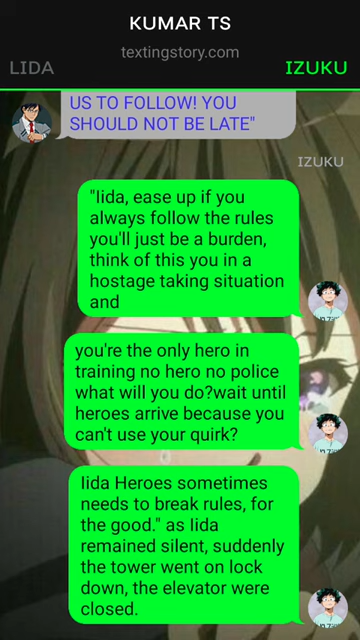 KUMAR TS
textingstory.com
LIDA
IZUKU
US TO FOLLOW! YOU
SHOULD NOT BE LATE"
IZUKU
"Iida, ease up if you
always follow the rules
you'll just be a burden,
think of this you in a
hostage taking situation
and
you're the only hero in
training no hero no police
what will you do?wait until
heroes arrive because you
can't use your quirk?
Iida Heroes sometimes
needs to break rules, for
the good." as Iida
remained silent, suddenly
the tower went on lock
down, the elevator were
closed.